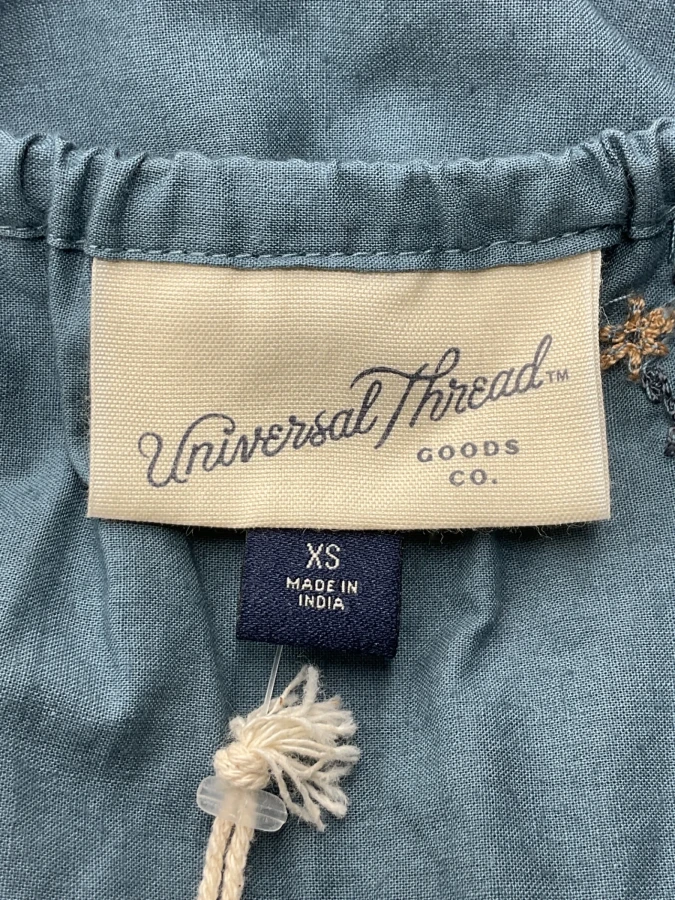 Universal Thread™
GOODS
CO.
XS
MADE IN
INDIA